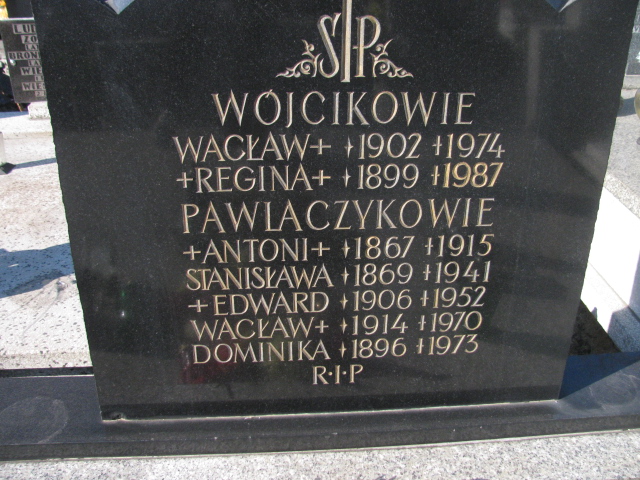 ŚP
WÓJCIKOWIE
WACŁAW+ +1902 +1974
+REGINA+ +1899 +1987
PAWLACZYKOWIE
+ANTONI+ +1867 +1915
STANISŁAWA +1869 +1941
+EDWARD +1906 +1952
WACŁAW+ +1914 +1970
DOMINIKA +1896 +1973
R·I·P